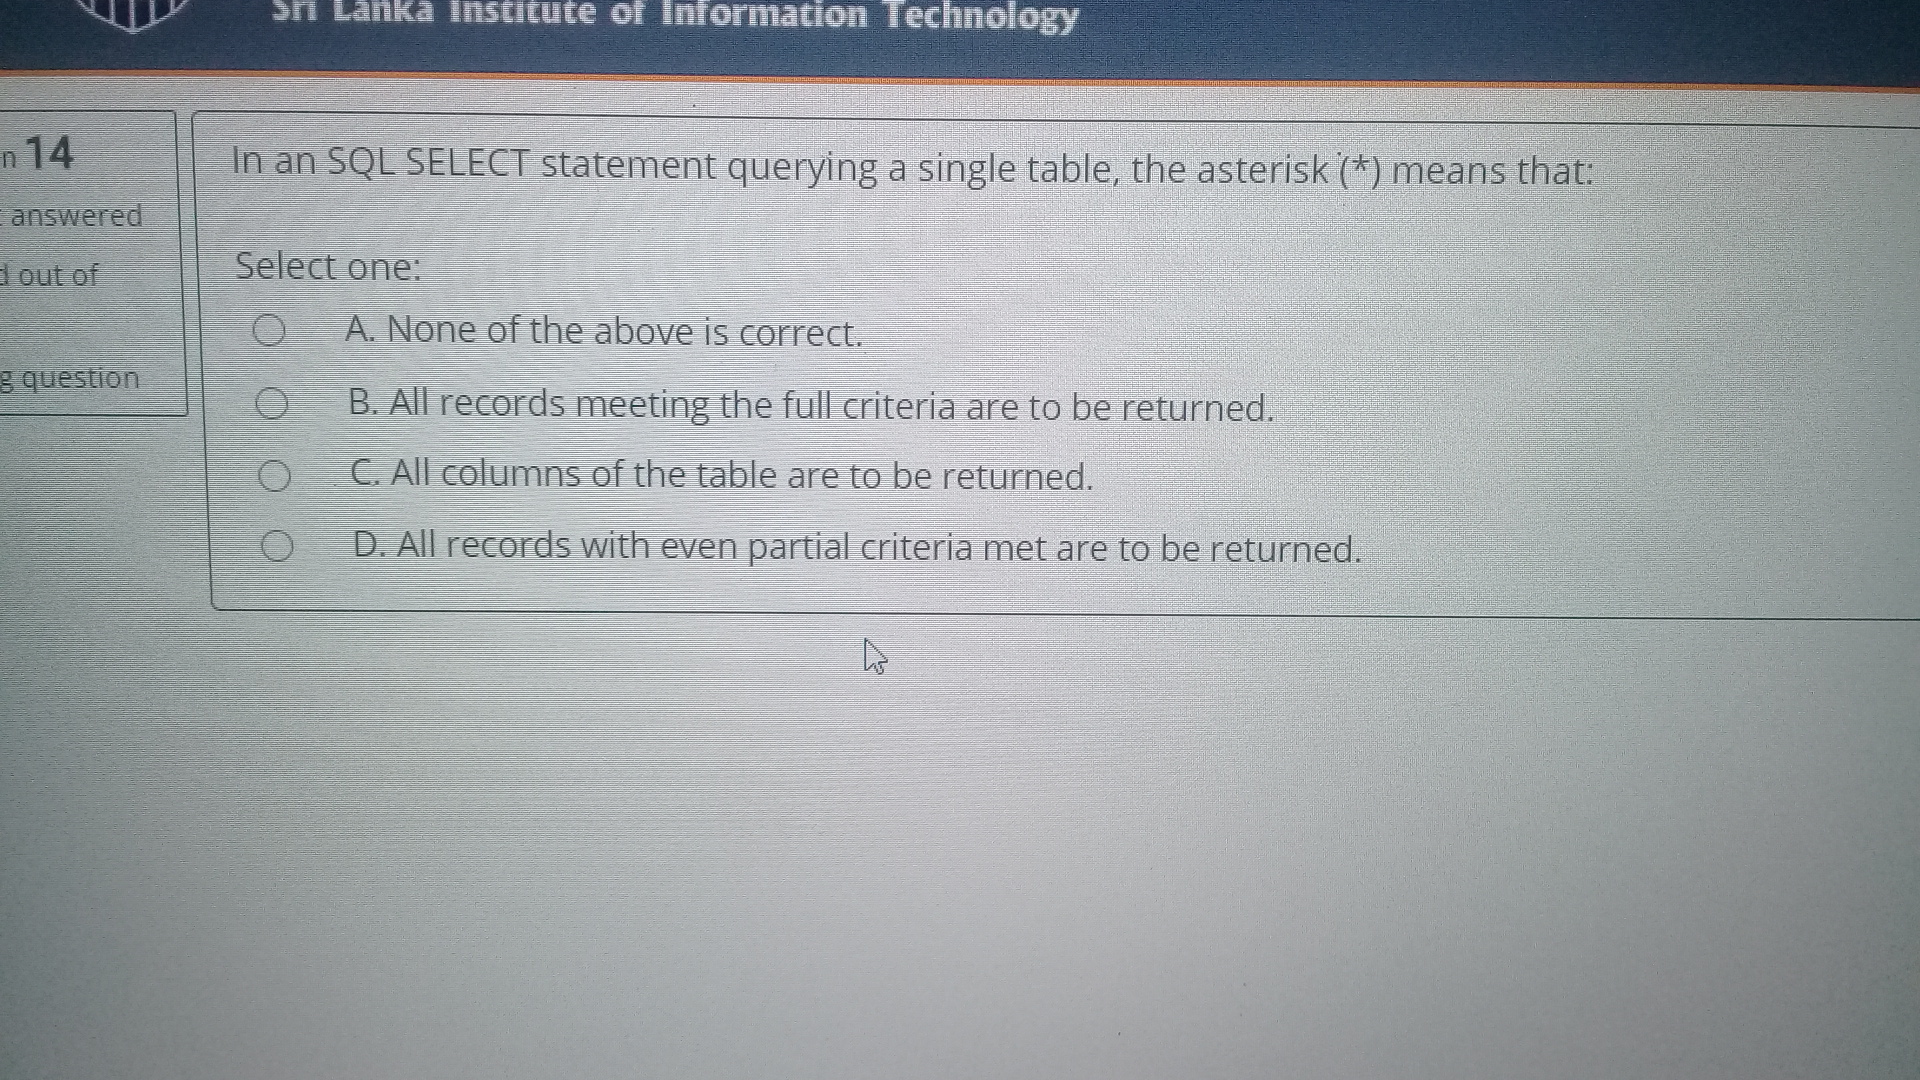 Sri Lanka Institute of Information Technology
n 14
answered
d out of
g question
In an SQL SELECT statement querying a single table, the asterisk (*) means that:
Select one:
A. None of the above is correct.
B. All records meeting the full criteria are to be returned.
C. All columns of the table are to be returned.
D. All records with even partial criteria met are to be returned.